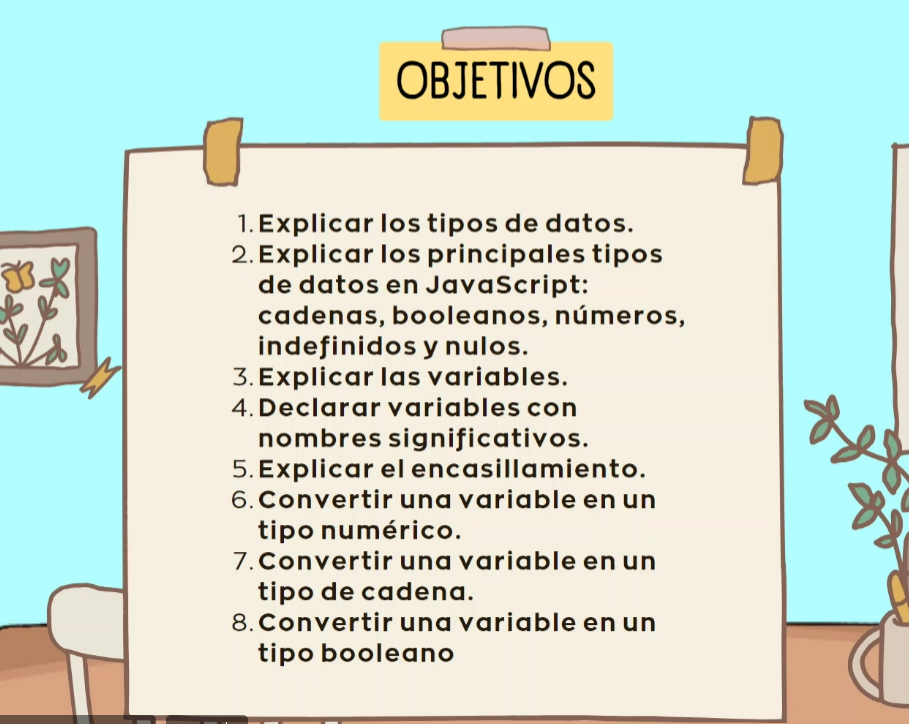 OBJETIVOS
1. Explicar los tipos de datos.
2. Explicar los principales tipos
de datos en JavaScript:
cadenas, booleanos, números,
indefinidos y nulos.
3. Explicar las variables.
4. Declarar variables con
nombres significativos.
5. Explicar el encasillamiento.
6. Convertir una variable en un
tipo numérico.
7. Convertir una variable en un
tipo de cadena.
8. Convertir una variable en un
tipo booleano